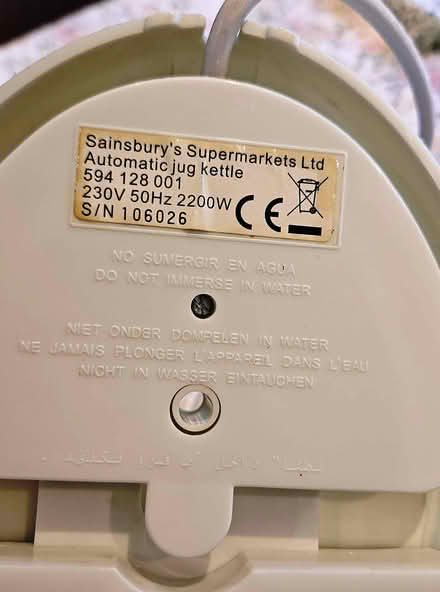 Sainsbury's Supermarkets Ltd
Automatic jug kettle
594 128 001
230V 50Hz 2200W CE
S/N 106026
NO SUMERGIR EN AGUA
DO NOT IMMERSE IN WATER
NIET ONDER DOMPELEN IN WATER
NE JAMAIS PLONGER L'APPAREIL DANS L'EAU
NICHT IN WASSER EINTAUCHEN